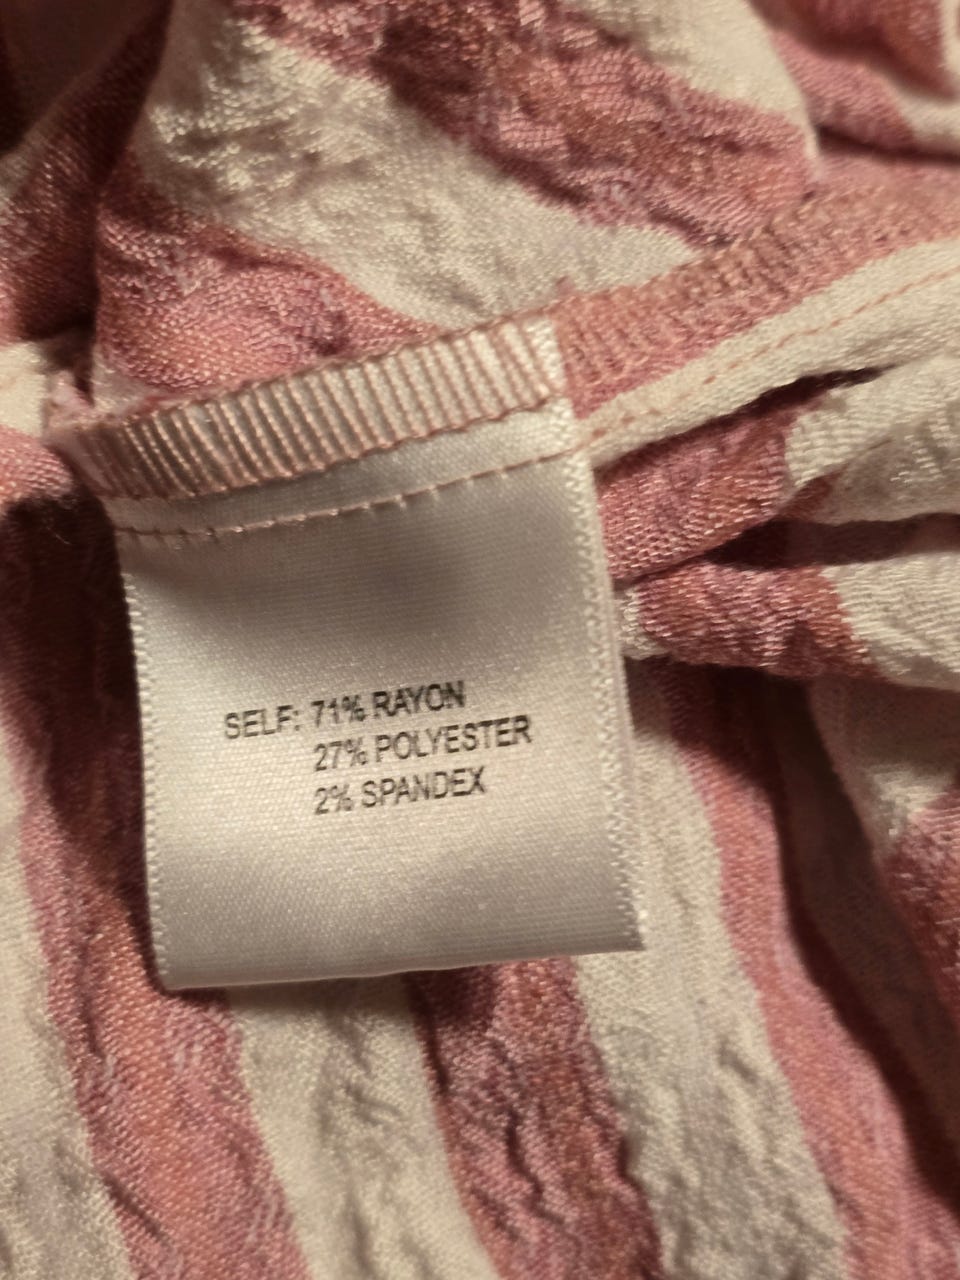 SELF: 71% RAYON
27% POLYESTER
2% SPANDEX